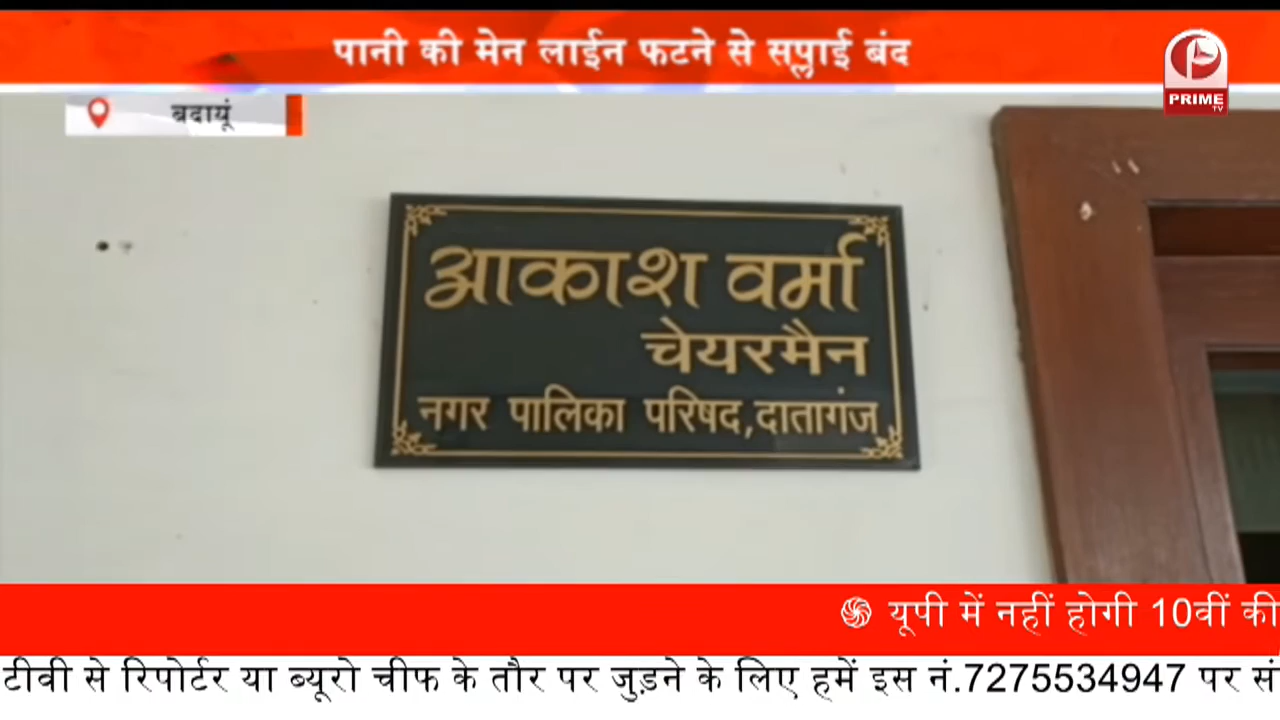 पानी की मेन लाईन फटने से सप्लाई बंद
PRIME
TV
बदायूं
आकाश वर्मा
चेयरमैन
नगर पालिका परिषद,दातागंज
यूपी में नहीं होगी 10वीं की
टीवी से रिपोर्टर या ब्यूरो चीफ के तौर पर जुड़ने के लिए हमें इस नं.7275534947 पर सं